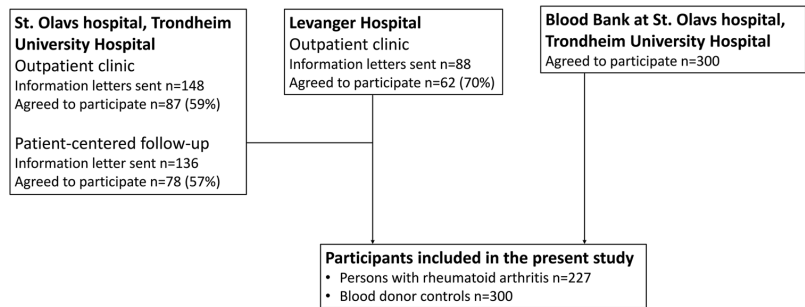 St. Olavs hospital, Trondheim
University Hospital
Outpatient clinic
Information letters sent n=148
Agreed to participate n=87 (59%)
Patient-centered follow-up
Information letter sent n=136
Agreed to participate n=78 (57%)
Levanger Hospital
Outpatient clinic
Information letters sent n=88
Agreed to participate n=62 (70%)
Blood Bank at St. Olavs hospital,
Trondheim University Hospital
Agreed to participate n=300
Participants included in the present study
• Persons with rheumatoid arthritis n=227
• Blood donor controls n=300